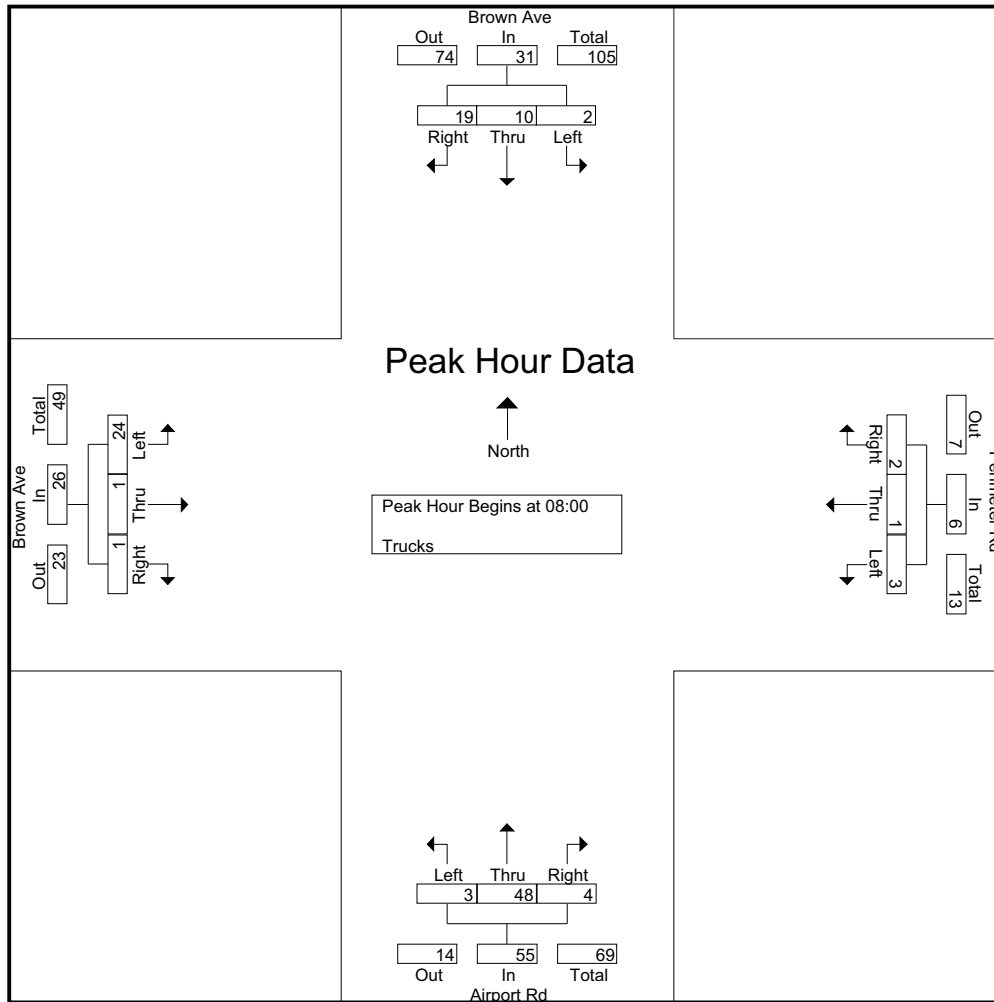 Brown Ave
Out In Total
74 31 105
19 10 2
Right Thru Left
Peak Hour Data
North
Peak Hour Begins at 08:00
Trucks
Brown Ave
Total In Out
49 26 23
24 1 1
Left Thru Right
Right Thru Left
2 1 3
7 6 13
Out In Total
Rd
Left Thru Right
3 48 4
14 55 69
Out In Total
Airport Rd